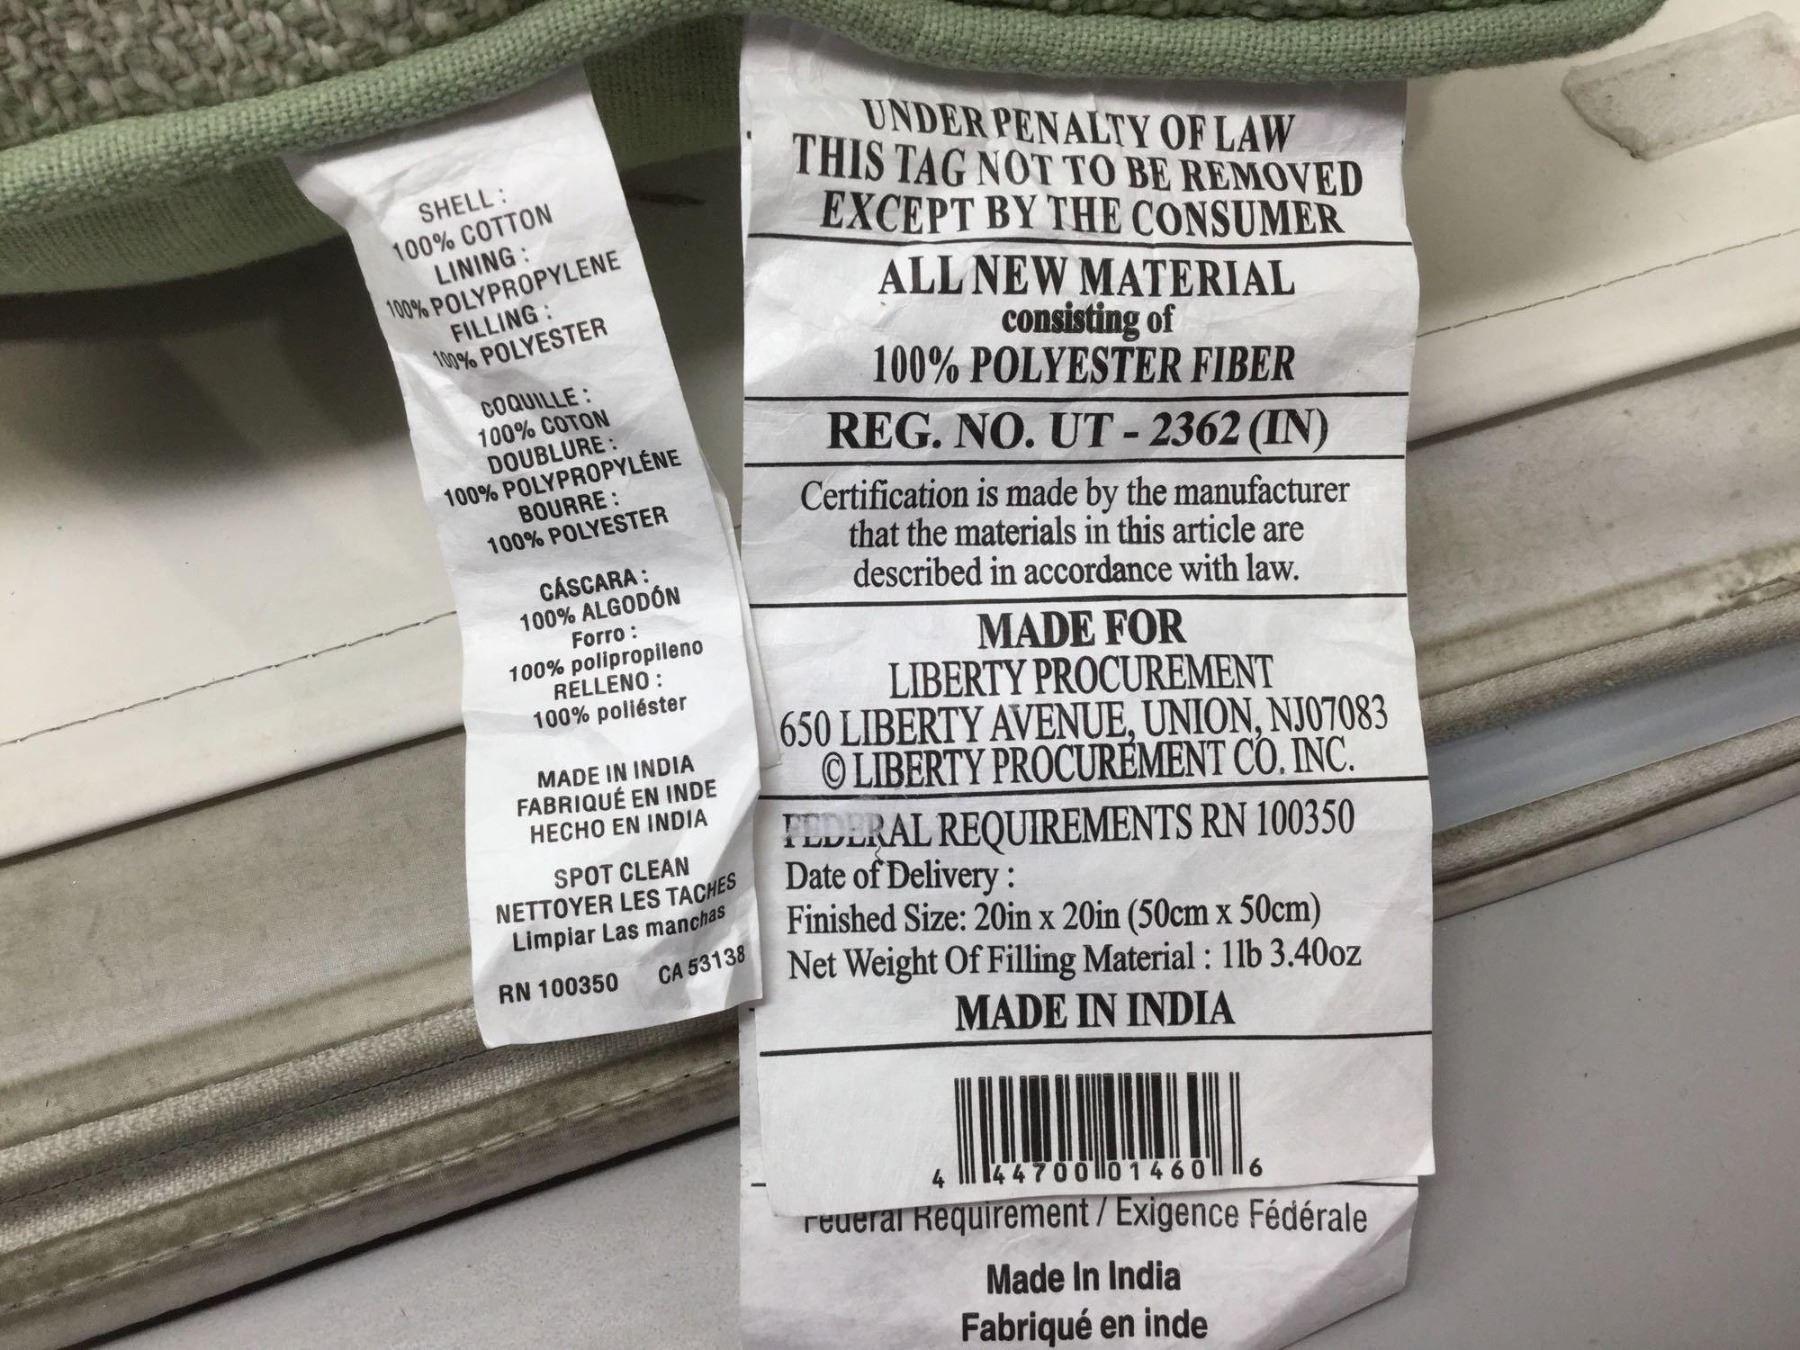 SHELL :
100% COTTON
LINING :
100% POLYPROPYLENE
FILLING :
100% POLYESTER
COQUILLE :
100% COTON
DOUBLURE :
100% POLYPROPYLÉNE
BOURRE :
100% POLYESTER
CÁSCARA :
100% ALGODÓN
Forro :
100% polipropileno
RELLENO :
100% poliéster
MADE IN INDIA
FABRIQUÉ EN INDE
HECHO EN INDIA
SPOT CLEAN
NETTOYER LES TACHES
Limpiar Las manchas
RN 100350 CA 53138
UNDER PENALTY OF LAW
THIS TAG NOT TO BE REMOVED
EXCEPT BY THE CONSUMER
ALL NEW MATERIAL
consisting of
100% POLYESTER FIBER
REG. NO. UT - 2362 (IN)
Certification is made by the manufacturer
that the materials in this article are
described in accordance with law.
MADE FOR
LIBERTY PROCUREMENT
650 LIBERTY AVENUE, UNION, NJ07083
© LIBERTY PROCUREMENT CO. INC.
FEDERAL REQUIREMENTS RN 100350
Date of Delivery :
Finished Size: 20in x 20in (50cm x 50cm)
Net Weight Of Filling Material : 1lb 3.40oz
MADE IN INDIA
4 44700 01460 6
Federal Requirement / Exigence Fédérale
Made In India
Fabriqué en inde